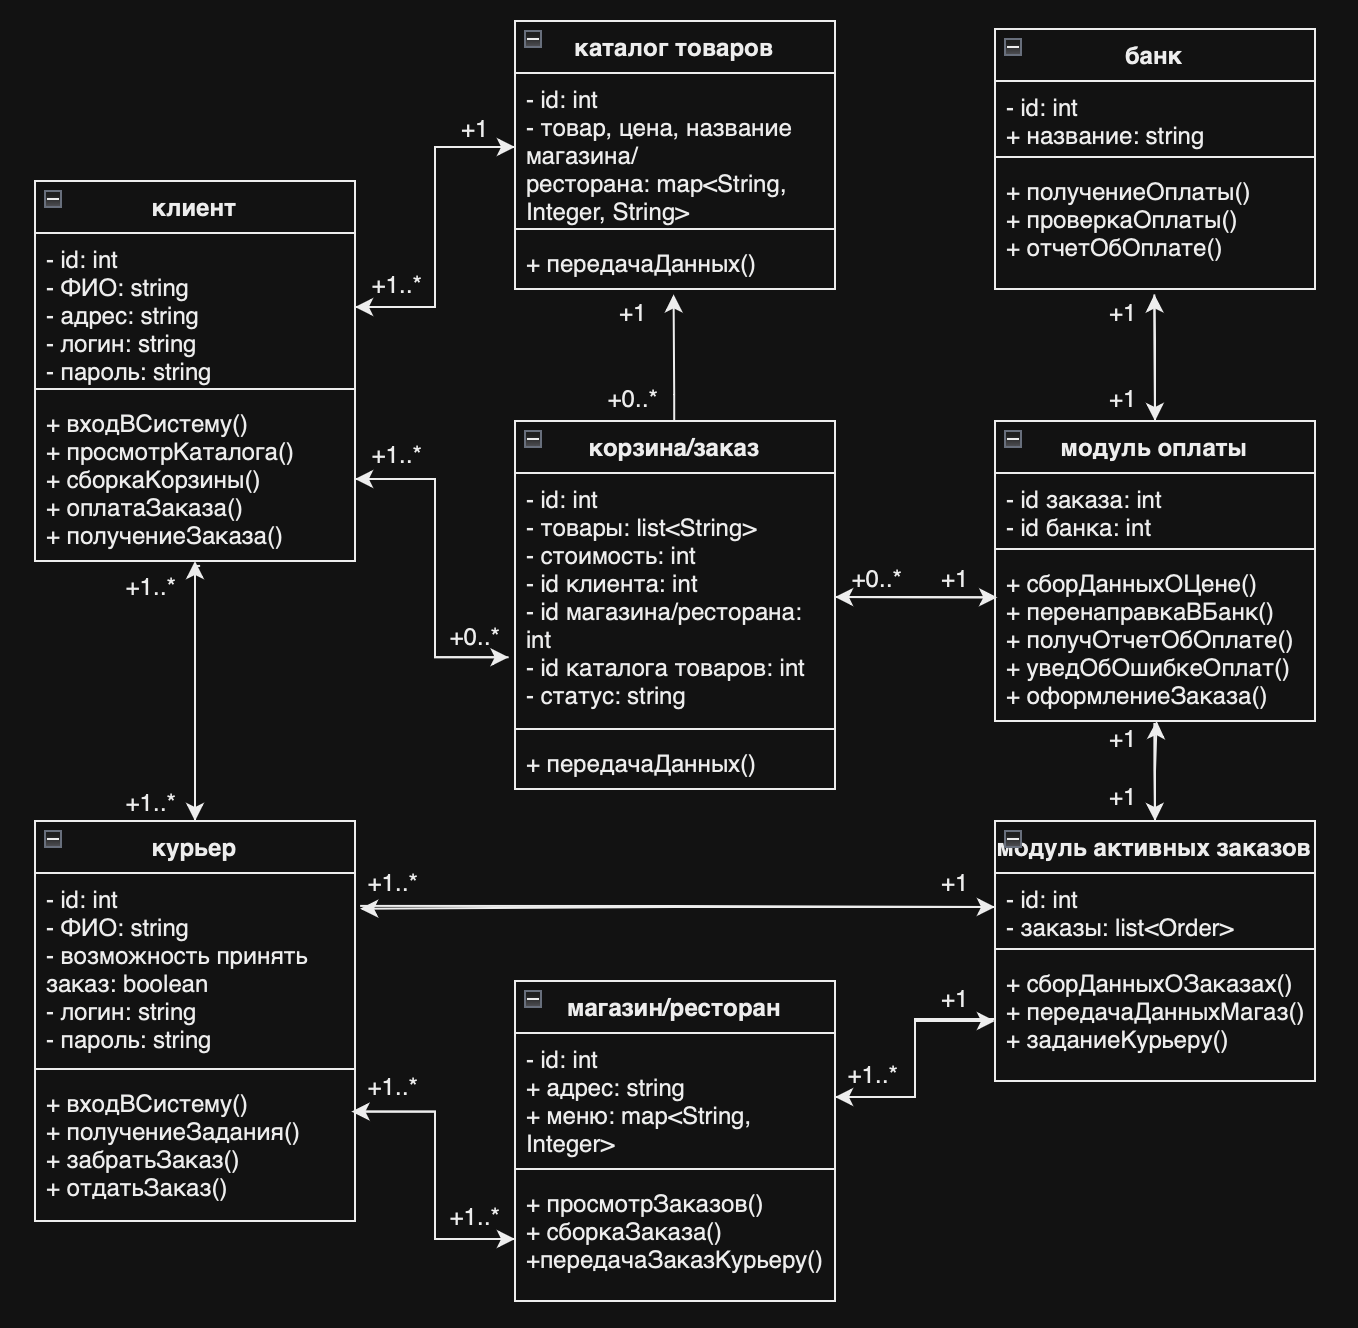 каталог товаров
- id: int
- товар, цена, название
магазина/
ресторана: map<String,
Integer, String>
+ передачаДанных()
банк
- id: int
+ название: string
+ получениеОплаты()
+ проверкаОплаты()
+ отчетОбОплате()
+1
+1..*
клиент
- id: int
- ФИО: string
- адрес: string
- логин: string
- пароль: string
+ входВСистему()
+ просмотрКаталога()
+ сборкаКорзины()
+ оплатаЗаказа()
+ получениеЗаказа()
+1
+0..*
+1
+1
+1..*
+0..*
корзина/заказ
- id: int
- товары: list<String>
- стоимость: int
- id клиента: int
- id магазина/ресторана:
int
- id каталога товаров: int
- статус: string
+ передачаДанных()
+0..*
+1
модуль оплаты
- id заказа: int
- id банка: int
+ сборДанныхОЦене()
+ перенаправкаВБанк()
+ получОтчетОбОплате()
+ уведОбОшибкеОплат()
+ оформлениеЗаказа()
+1..*
+1..*
+1
+1
курьер
- id: int
- ФИО: string
- возможность принять
заказ: boolean
- логин: string
- пароль: string
+ входВСистему()
+ получениеЗадания()
+ забратьЗаказ()
+ отдатьЗаказ()
+1..*
+1
модуль активных заказов
- id: int
- заказы: list<Order>
+ сборДанныхОЗаказах()
+ передачаДанныхМагаз()
+ заданиеКурьеру()
+1
+1..*
+1..*
+1..*
магазин/ресторан
- id: int
+ адрес: string
+ меню: map<String,
Integer>
+ просмотрЗаказов()
+ сборкаЗаказа()
+передачаЗаказКурьеру()